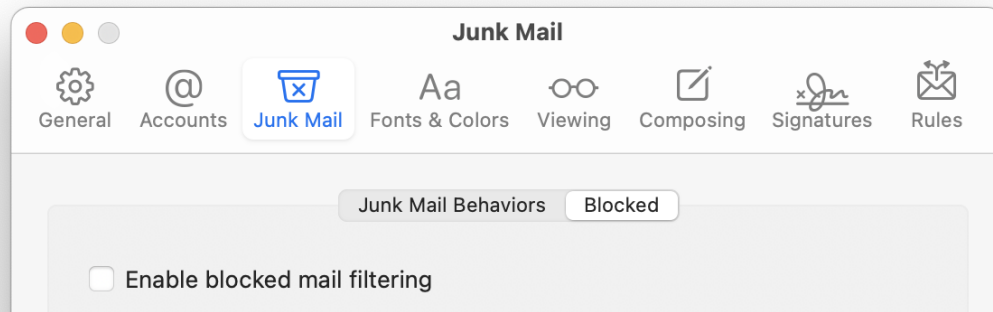 Junk Mail
General Accounts Junk Mail Fonts & Colors Viewing Composing Signatures Rules
Junk Mail Behaviors Blocked
Enable blocked mail filtering